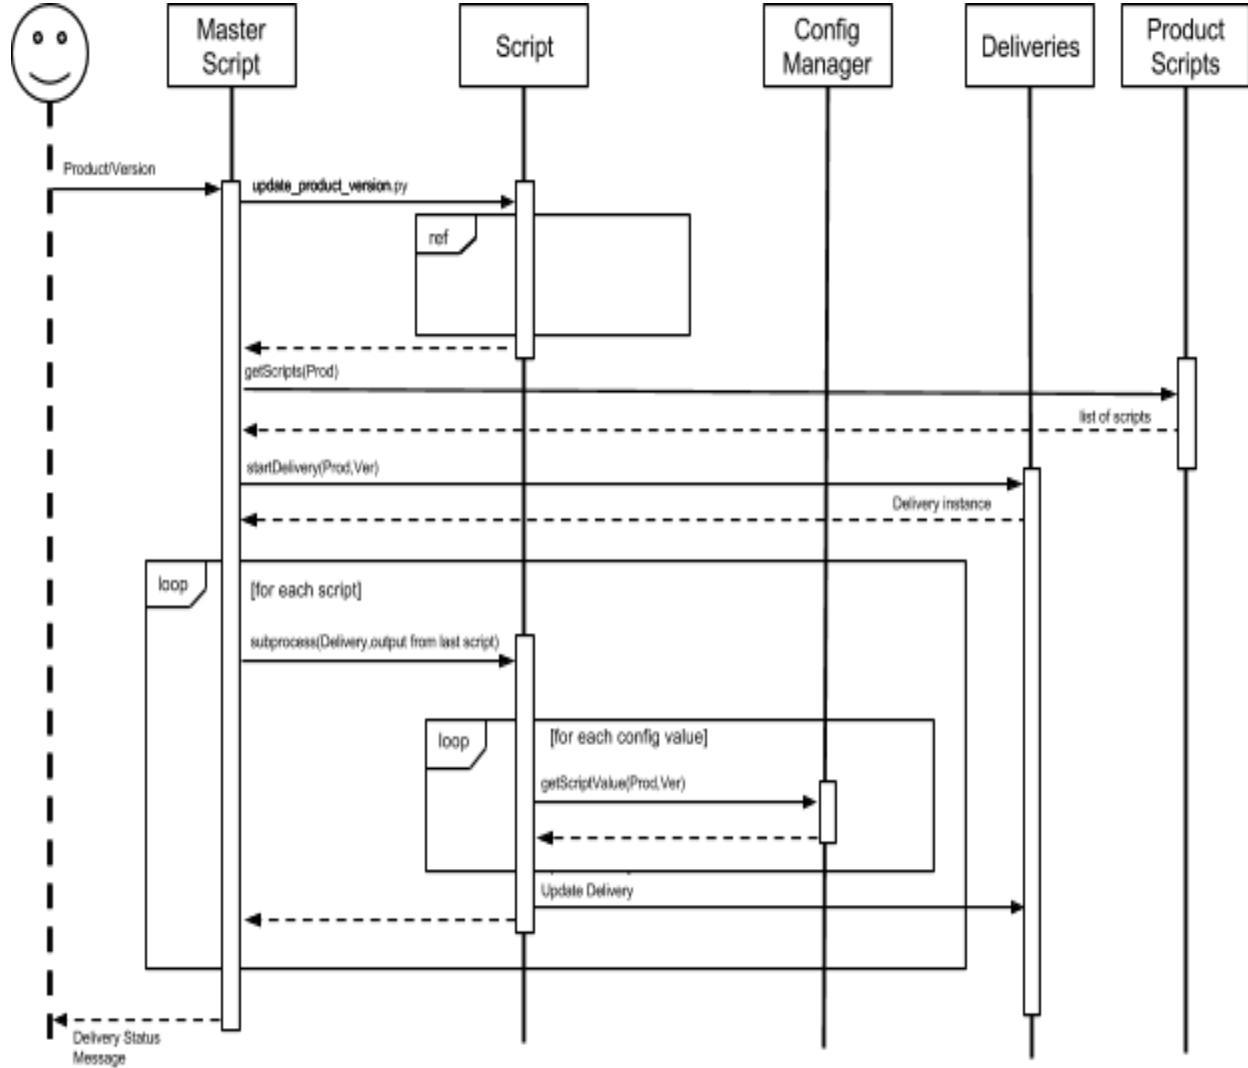 Master
Script
Script
Config
Manager
Deliveries
Product
Scripts
Product/Version
update_product_version.py
ref
getScripts(Prod)
list of scripts
startDelivery(Prod,Ver)
Delivery instance
loop
[for each script]
subprocess(Delivery,output from last script)
loop
[for each config value]
getScriptValue(Prod,Ver)
Update Delivery
Delivery Status
Message